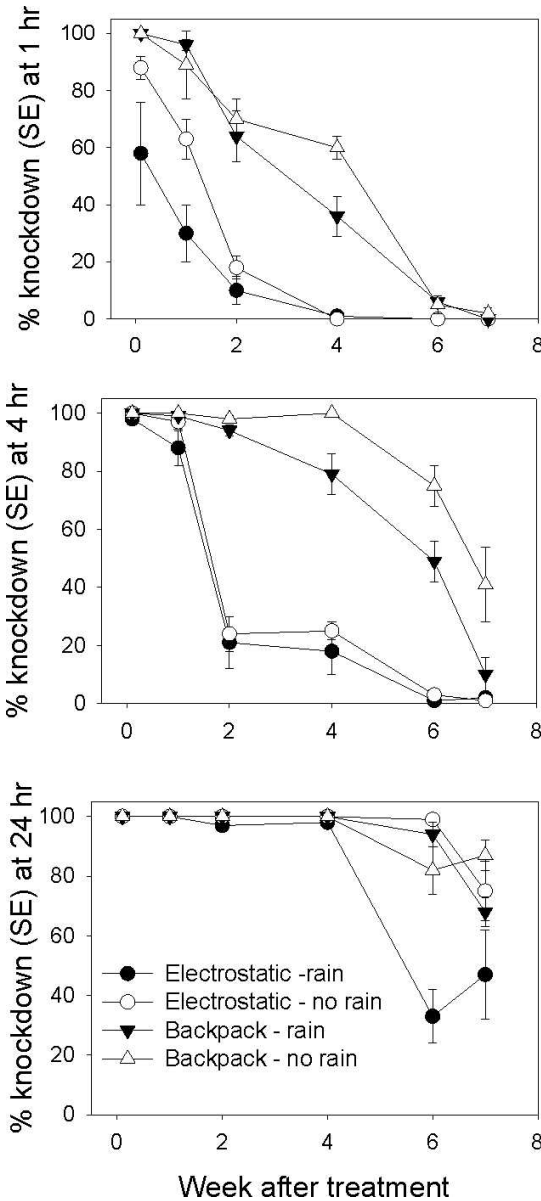 % knockdown (SE) at 1 hr
100
80
60
40
20
0
0 2 4 6 8
% knockdown (SE) at 4 hr
100
80
60
40
20
0
0 2 4 6 8
% knockdown (SE) at 24 hr
100
80
60
40
20
0
Electrostatic -rain
Electrostatic - no rain
Backpack - rain
Backpack - no rain
0 2 4 6 8
Week after treatment